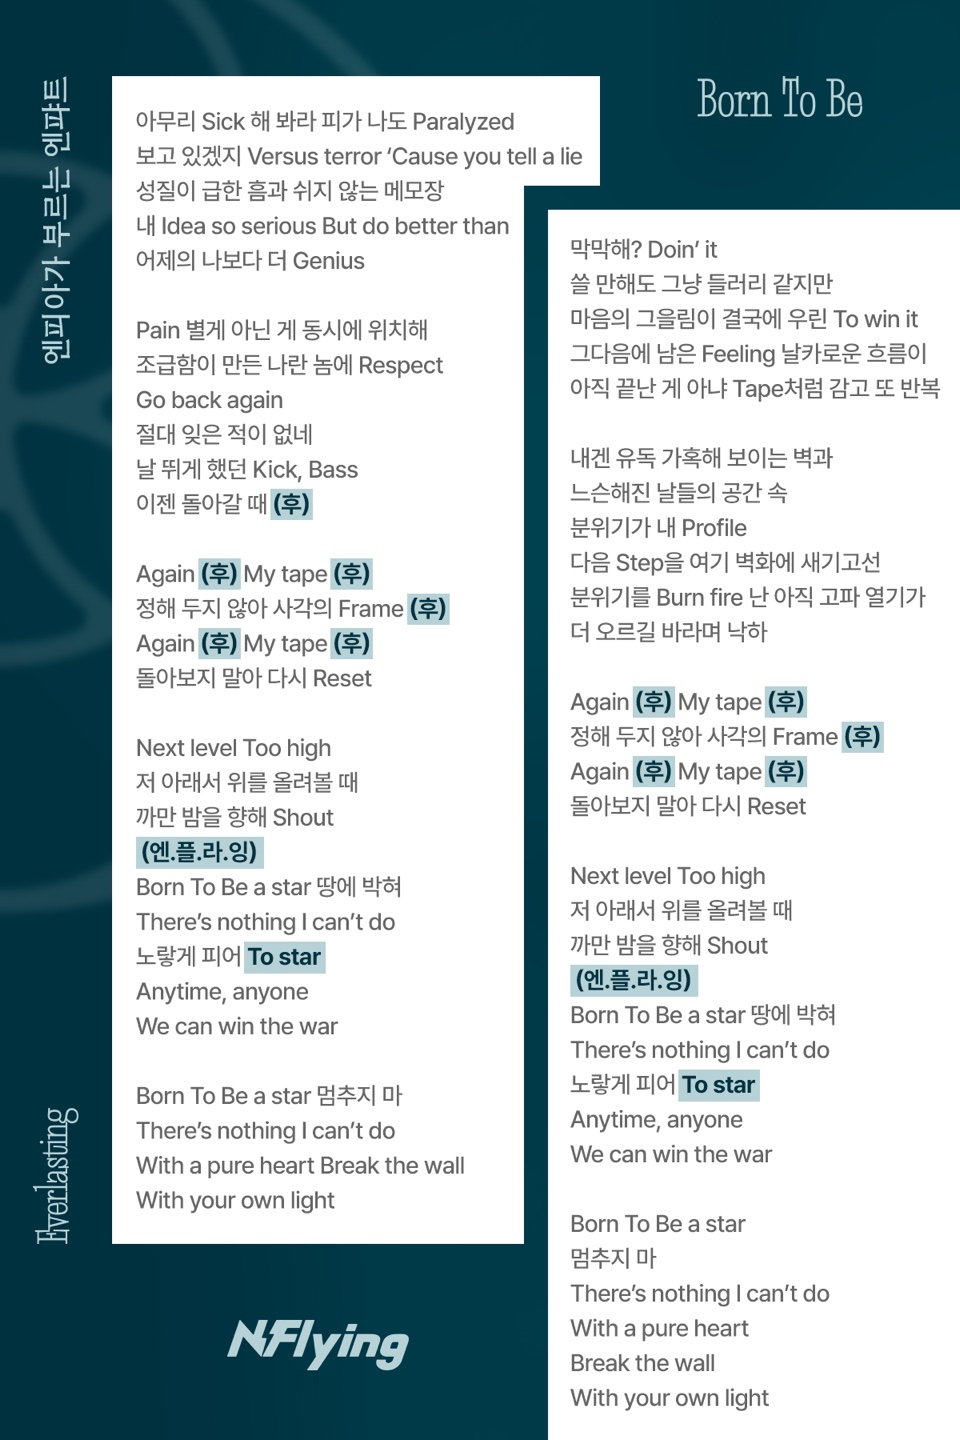 엔피아가 부르는 엔파트
Born To Be
아무리 Sick 해 봐라 피가 나도 Paralyzed
보고 있겠지 Versus terror ‘Cause you tell a lie
성질이 급한 흠과 쉬지 않는 메모장
내 Idea so serious But do better than
어제의 나보다 더 Genius
Pain 별게 아닌 게 동시에 위치해
조급함이 만든 나란 놈에 Respect
Go back again
절대 잊은 적이 없네
날 뛰게 했던 Kick, Bass
이젠 돌아갈 때 (후)
Again (후) My tape (후)
정해 두지 않아 사각의 Frame (후)
Again (후) My tape (후)
돌아보지 말아 다시 Reset
Next level Too high
저 아래서 위를 올려볼 때
까만 밤을 향해 Shout
(엔.플.라.잉)
Born To Be a star 땅에 박혀
There’s nothing I can’t do
노랗게 피어 To star
Anytime, anyone
We can win the war
Born To Be a star 멈추지 마
There’s nothing I can’t do
With a pure heart Break the wall
With your own light
막막해? Doin’ it
쓸 만해도 그냥 들러리 같지만
마음의 그을림이 결국에 우린 To win it
그다음에 남은 Feeling 날카로운 흐름이
아직 끝난 게 아냐 Tape처럼 감고 또 반복
내겐 유독 가혹해 보이는 벽과
느슨해진 날들의 공간 속
분위기가 내 Profile
다음 Step을 여기 벽화에 새기고선
분위기를 Burn fire 난 아직 고파 열기가
더 오르길 바라며 낙하
Again (후) My tape (후)
정해 두지 않아 사각의 Frame (후)
Again (후) My tape (후)
돌아보지 말아 다시 Reset
Next level Too high
저 아래서 위를 올려볼 때
까만 밤을 향해 Shout
(엔.플.라.잉)
Born To Be a star 땅에 박혀
There’s nothing I can’t do
노랗게 피어 To star
Anytime, anyone
We can win the war
Born To Be a star
멈추지 마
There’s nothing I can’t do
With a pure heart
Break the wall
With your own light
Everlasting
N.Flying